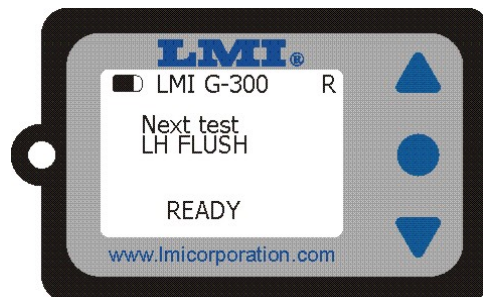 LMI®
LMI G-300 R
Next test
LH FLUSH
READY
www.lmicorporation.com